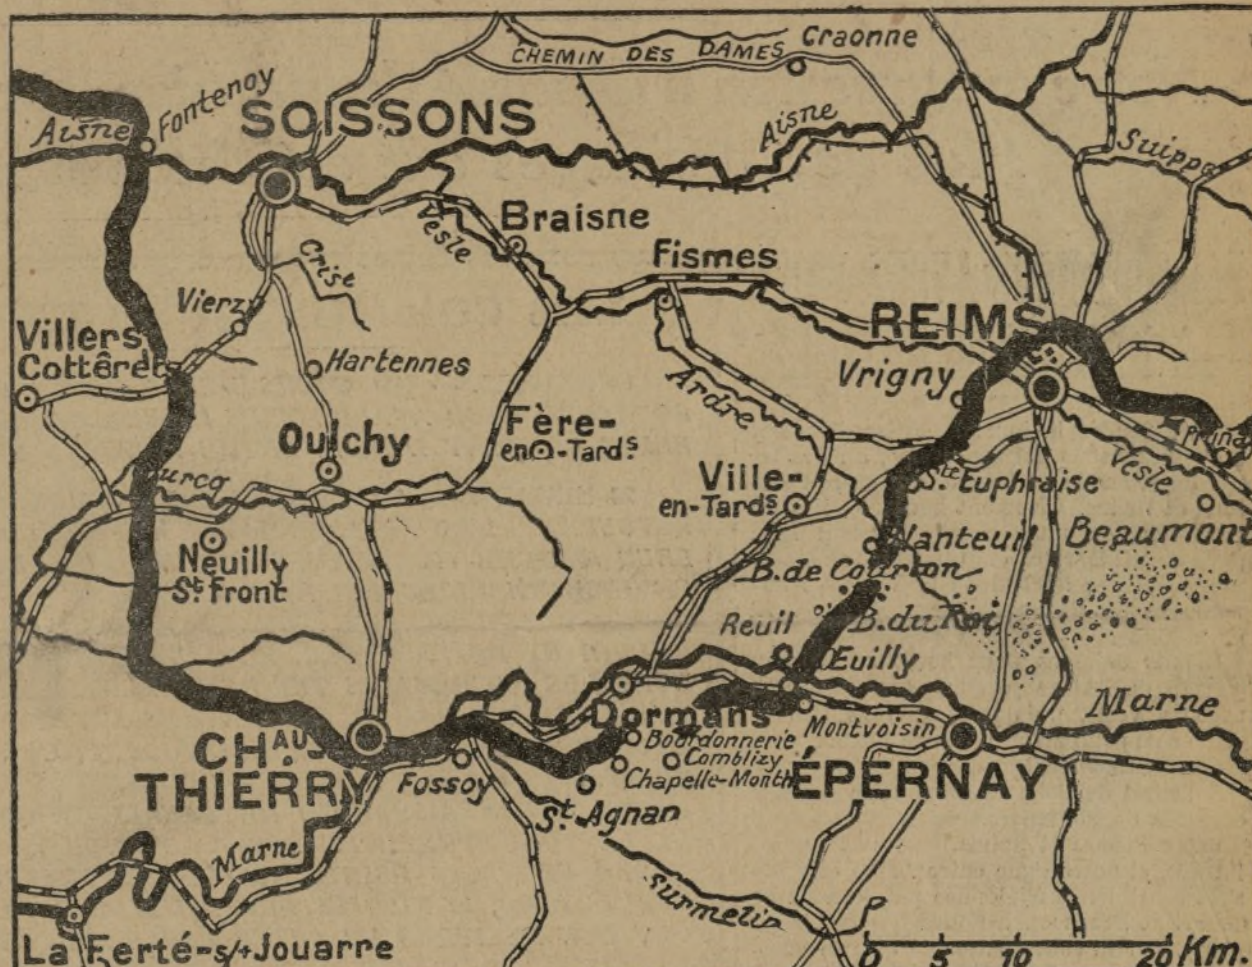 CHEMIN DES DAMES
Craonne
Fontenoy
Aisne
SOISSONS
Aisne
Suippe
Braisne
Vesle
Crise
Fismes
Vierzy
REIMS
Villers
Cottêrets
Hartennes
Vrigny
Ardre
Oulchy
Fère-
en-Tards
Ourcq
Ville-
en-Tards
Ste Euphraise
Vesle
Prunay
Beaumont
Nanteuil
Neuilly
St Front
B. de Courton
B. du Roi
Reuil
Œuilly
Dormans
Marne
Montvoisin
Bourdonnerie
Comblizy
Chapelle-Month
CHAU
THIERRY
Fossoy
ÉPERNAY
St Agnan
Marne
Surmelin
La Ferté-s/+Jouarre
0 5 10 20 Km.